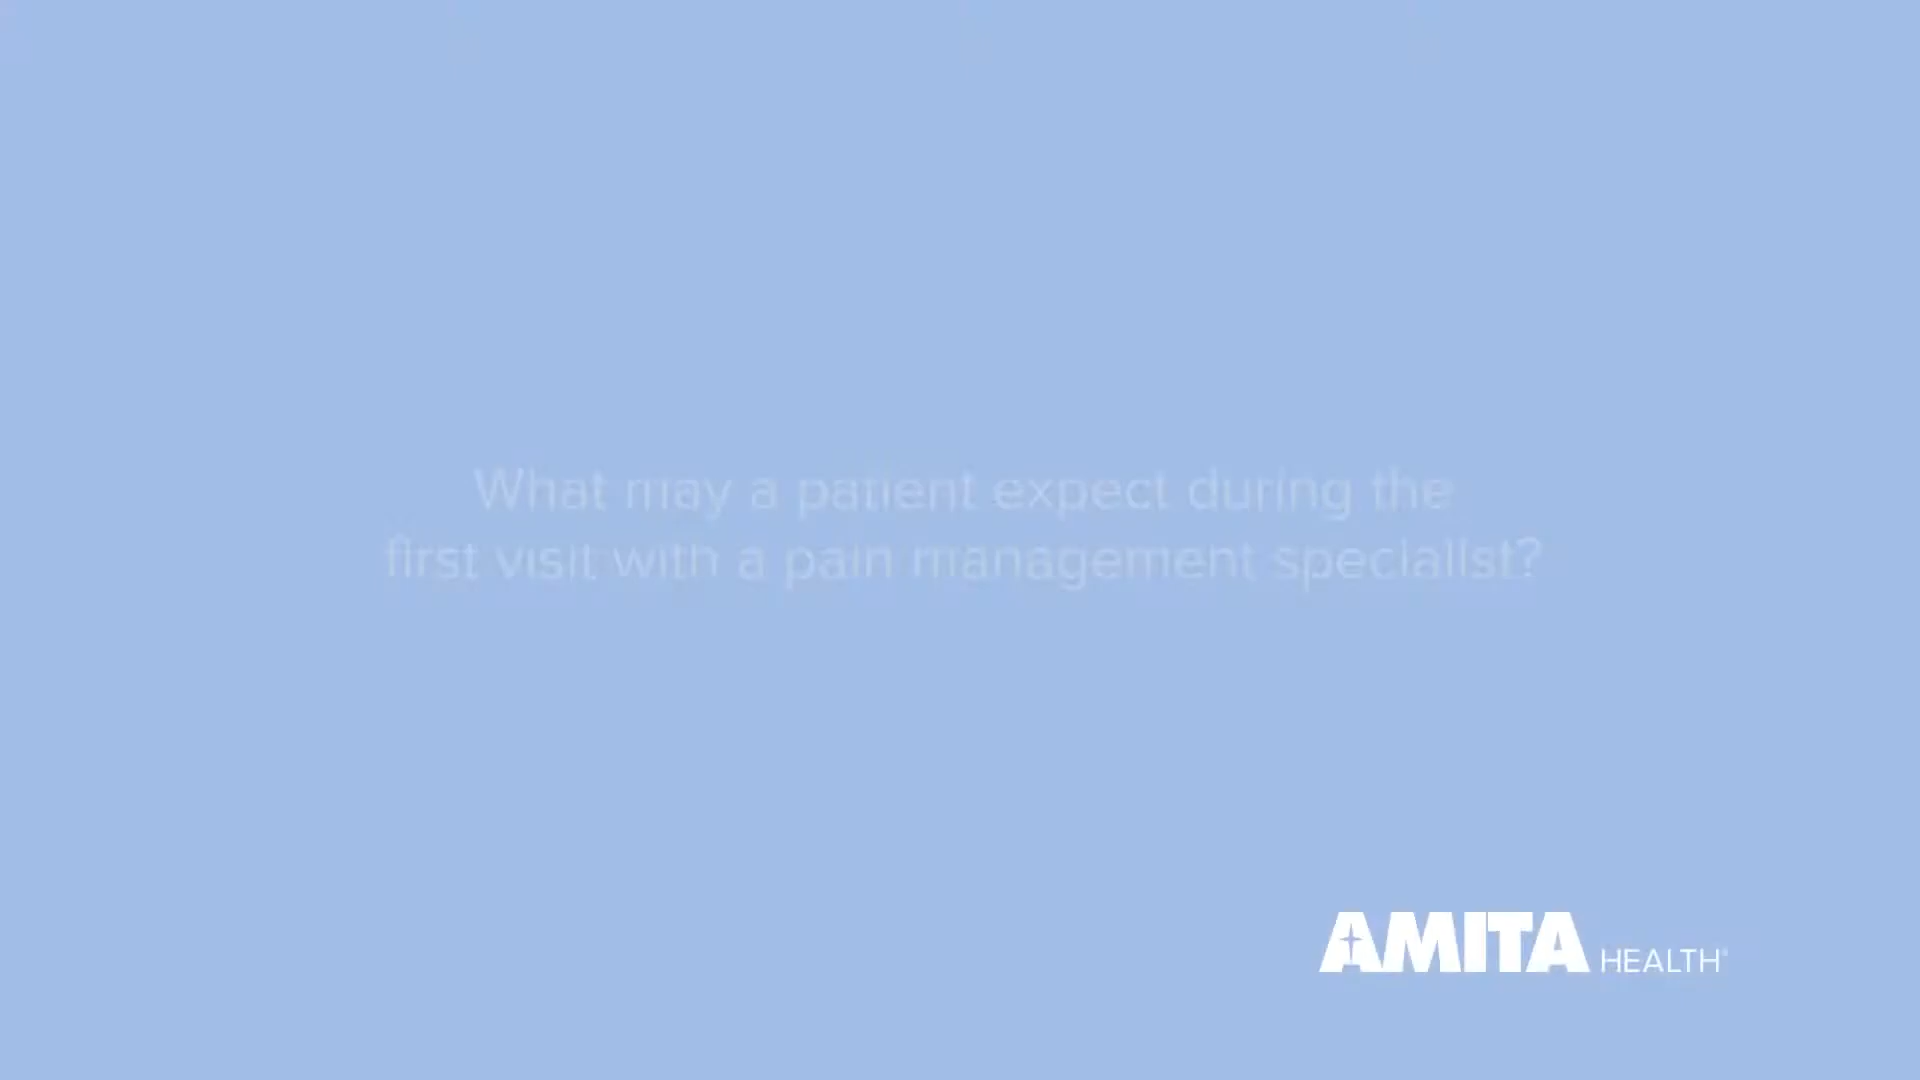 What may a patient expect during the
first visit with a pain management specialist?
AMITA HEALTH®